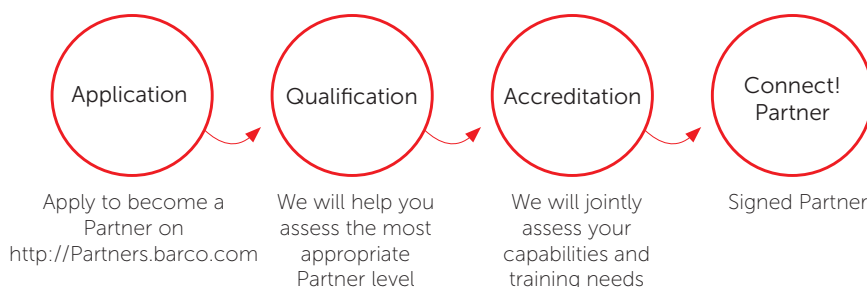 Application
Qualification
Accreditation
Connect!
Partner
Apply to become a
Partner on
http://Partners.barco.com
We will help you
assess the most
appropriate
Partner level
We will jointly
assess your
capabilities and
training needs
Signed Partner